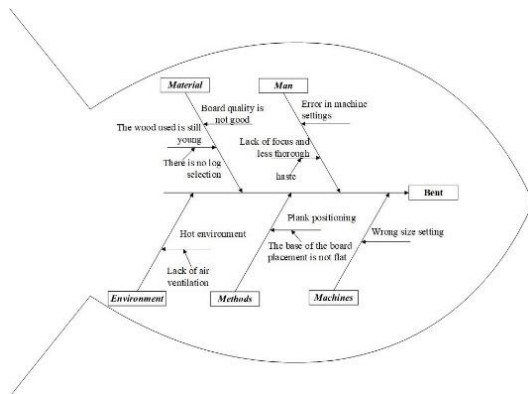 Material
Man
Board quality is
not good
Error in machine
settings
The wood used is still
young
Lack of focus and
less thorough
There is no log
selection
haste
Bent
Hot environment
Plank positioning
Wrong size setting
The base of the board
placement is not flat
Lack of air
ventilation
Environment
Methods
Machines